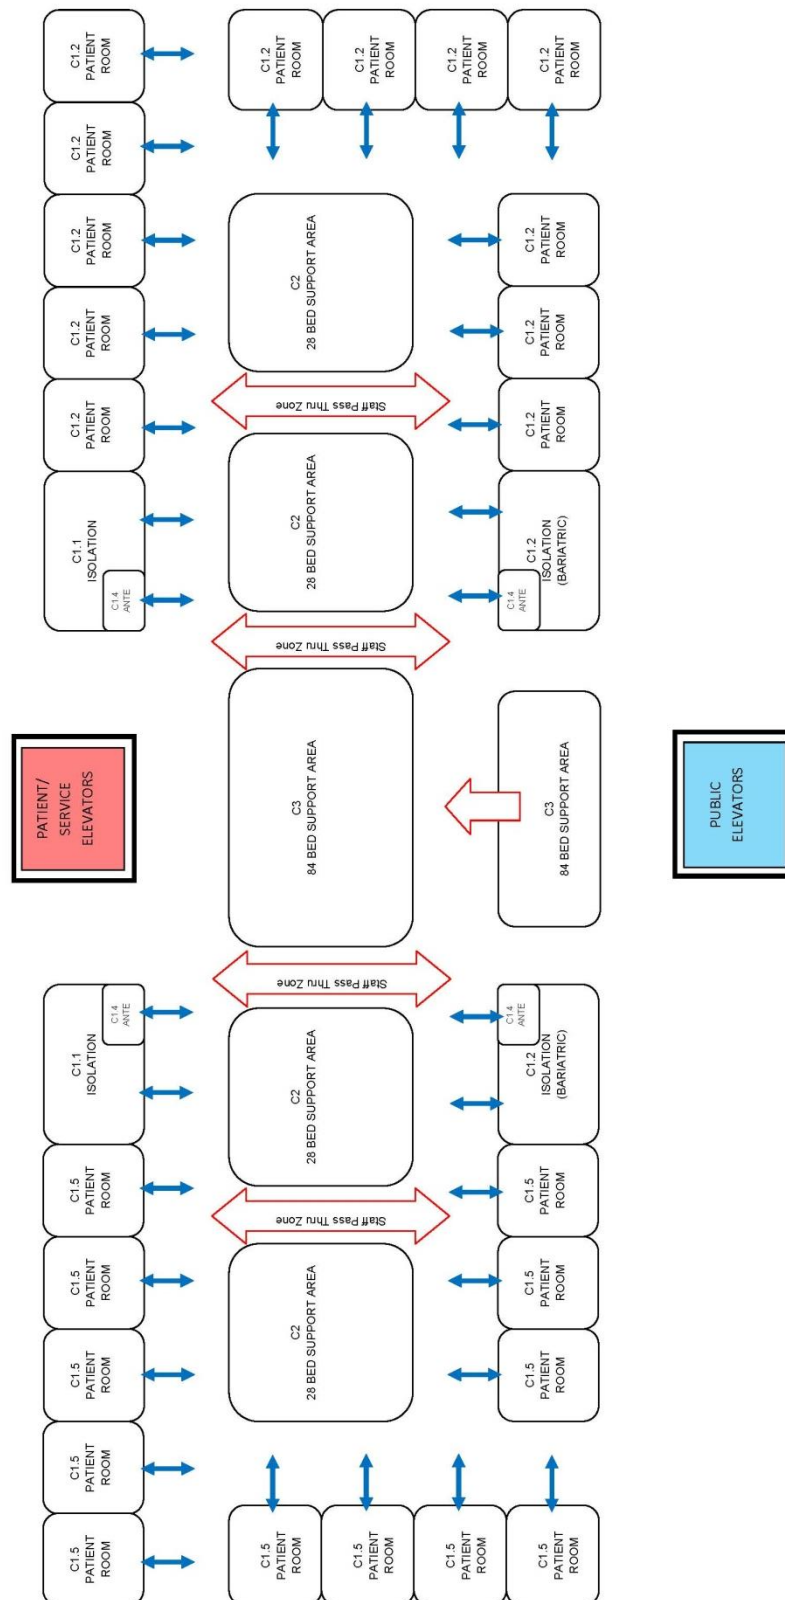 C1.5
PATIENT
ROOM
C1.5
PATIENT
ROOM
C1.5
PATIENT
ROOM
C1.5
PATIENT
ROOM
C1.5
PATIENT
ROOM
C1.1
ISOLATION
C1.4
ANTE
PATIENT/
SERVICE
ELEVATORS
C1.4
ANTE
C1.1
ISOLATION
C1.2
PATIENT
ROOM
C1.2
PATIENT
ROOM
C1.2
PATIENT
ROOM
C1.2
PATIENT
ROOM
C1.2
PATIENT
ROOM
C1.5
PATIENT
ROOM
C1.5
PATIENT
ROOM
C1.5
PATIENT
ROOM
C1.5
PATIENT
ROOM
C2
28 BED SUPPORT AREA
Staff Pass Thru Zone
C2
28 BED SUPPORT AREA
Staff Pass Thru Zone
C3
84 BED SUPPORT AREA
Staff Pass Thru Zone
C2
28 BED SUPPORT AREA
Staff Pass Thru Zone
C2
28 BED SUPPORT AREA
C1.2
PATIENT
ROOM
C1.2
PATIENT
ROOM
C1.2
PATIENT
ROOM
C1.2
PATIENT
ROOM
C1.5
PATIENT
ROOM
C1.5
PATIENT
ROOM
C1.5
PATIENT
ROOM
C1.2
ISOLATION
(BARIATRIC)
C1.4
ANTE
C3
84 BED SUPPORT AREA
C1.4
ANTE
C1.2
ISOLATION
(BARIATRIC)
C1.2
PATIENT
ROOM
C1.2
PATIENT
ROOM
C1.2
PATIENT
ROOM
PUBLIC
ELEVATORS